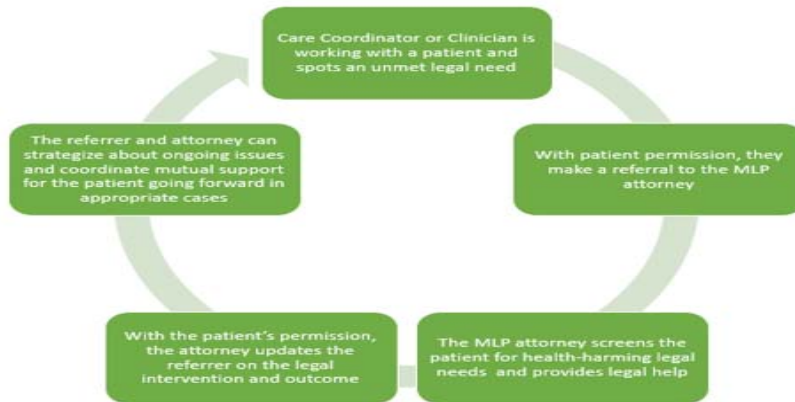 Care Coordinator or Clinician is
working with a patient and
spots an unmet legal need
With patient permission, they
make a referral to the MLP
attorney
The MLP attorney screens the
patient for health-harming legal
needs and provides legal help
With the patient's permission,
the attorney updates the
referrer on the legal
intervention and outcome
The referrer and attorney can
strategize about ongoing issues
and coordinate mutual support
for the patient going forward in
appropriate cases